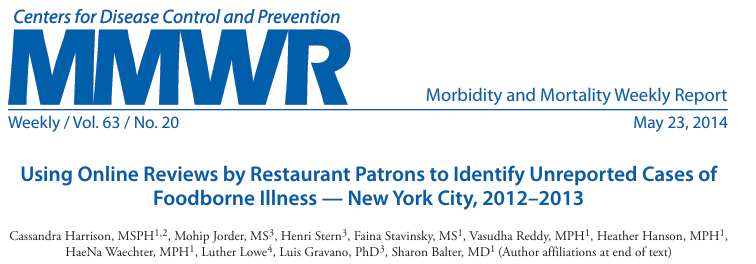 Centers for Disease Control and Prevention
MMWR
Morbidity and Mortality Weekly Report
Weekly / Vol. 63 / No. 20
May 23, 2014
Using Online Reviews by Restaurant Patrons to Identify Unreported Cases of
Foodborne Illness — New York City, 2012–2013
Cassandra Harrison, MSPH1,2, Mohip Jorder, MS3, Henri Stern3, Faina Stavinsky, MS1, Vasudha Reddy, MPH1, Heather Hanson, MPH1,
HaeNa Waechter, MPH1, Luther Lowe4, Luis Gravano, PhD3, Sharon Balter, MD1 (Author affiliations at end of text)